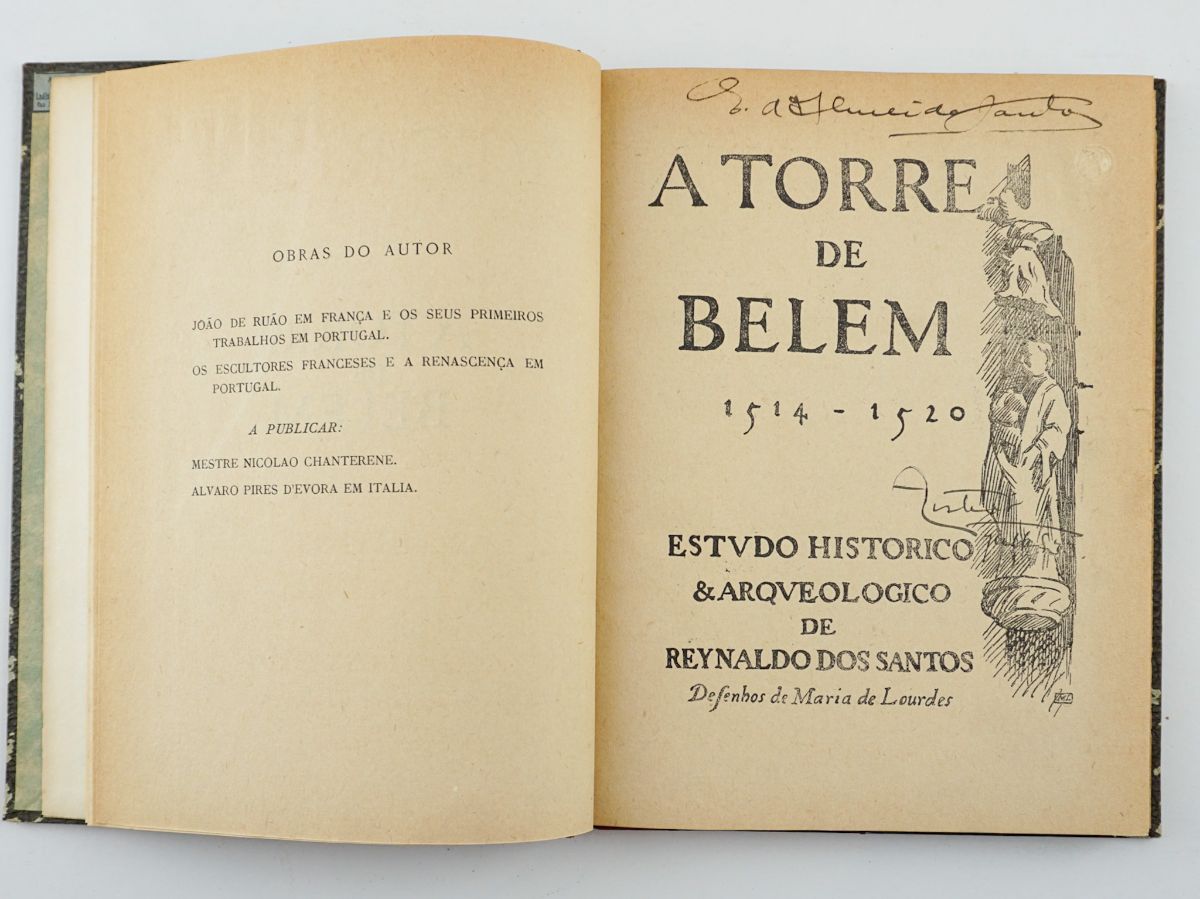 OBRAS DO AUTOR
JOÃO DE RUÃO EM FRANÇA E OS SEUS PRIMEIROS
TRABALHOS EM PORTUGAL.
OS ESCULTORES FRANCESES E A RENASCENÇA EM
PORTUGAL.
A PUBLICAR:
MESTRE NICOLAO CHANTERENE.
ALVARO PIRES D'EVORA EM ITALIA.
d'Almeida Santos
A TORRE
DE
BELEM
1514 - 1520
ESTVDO HISTORICO
& ARQVEOLOGICO
DE
REYNALDO DOS SANTOS
Deſenhos de Maria de Lourdes